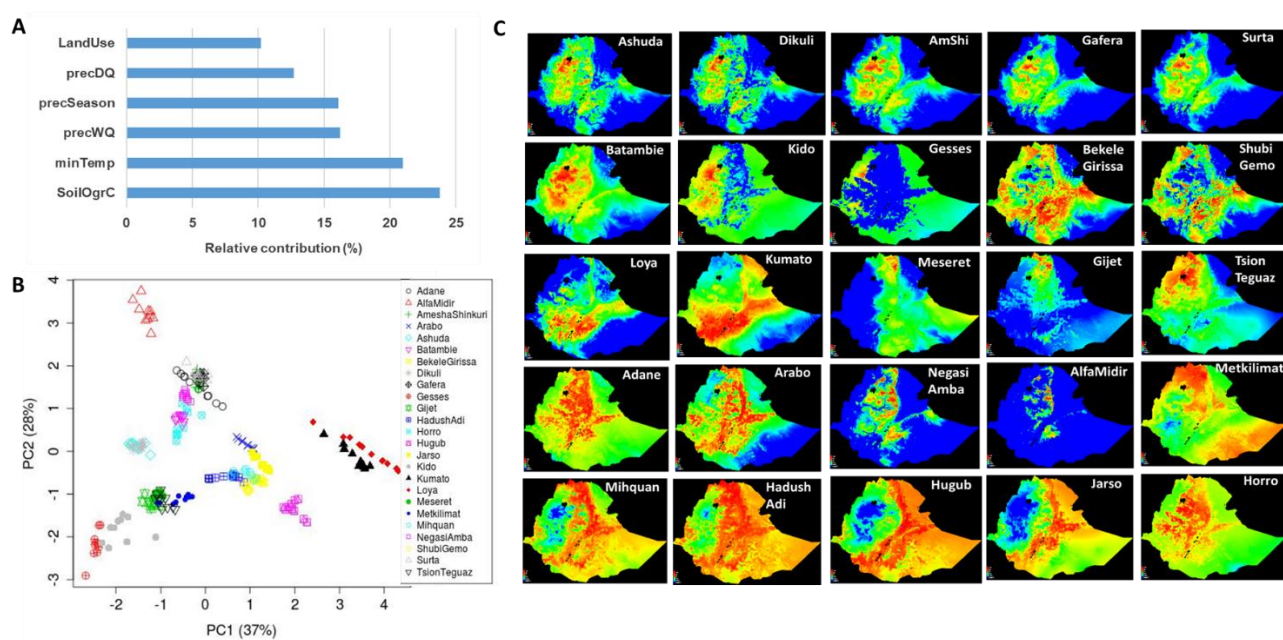 A
LandUse
precDQ
precSeason
precWQ
minTemp
SoilOgrC
0 5 10 15 20 25
Relative contribution (%)
B
4
3
2
1
0
-1
-2
-3
PC2 (28%)
-2 -1 0 1 2 3 4
PC1 (37%)
Adane
AlfaMidir
AmeshaShinkuri
Arabo
Ashuda
Batambie
BekeleGirissa
Dikuli
Gafera
Gesses
Gijet
HadushAdi
Horro
Hugub
Jarso
Kido
Kumato
Loya
Meseret
Metkilimat
Mihquan
NegasiAmba
ShubiGemo
Surta
TsionTeguaz
C
Ashuda Dikuli AmShi Gafera Surta
Batambie Kido Gesses Bekele Girissa Shubi Gemo
Loya Kumato Meseret Gijet Tsion Teguaz
Adane Arabo Negasi Amba AlfaMidir Metkilimat
Mihquan Hadush Adi Hugub Jarso Horro